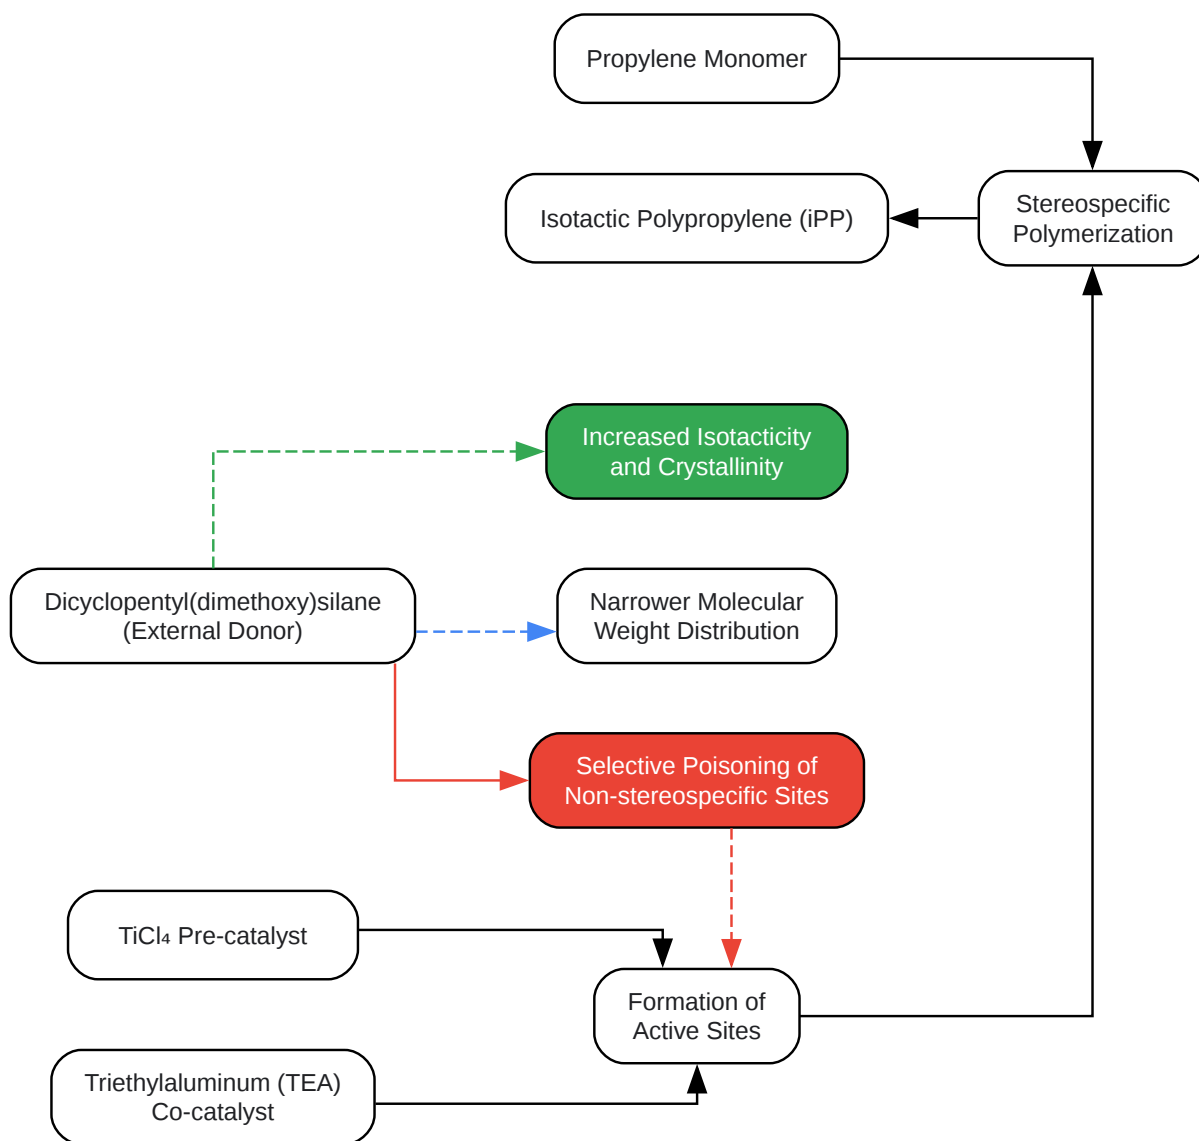 Propylene Monomer
Stereospecific
Polymerization
Isotactic Polypropylene (iPP)
Increased Isotacticity
and Crystallinity
Dicyclopentyl(dimethoxy)silane
(External Donor)
Narrower Molecular
Weight Distribution
Selective Poisoning of
Non-stereospecific Sites
TiCl₄ Pre-catalyst
Formation of
Active Sites
Triethylaluminum (TEA)
Co-catalyst